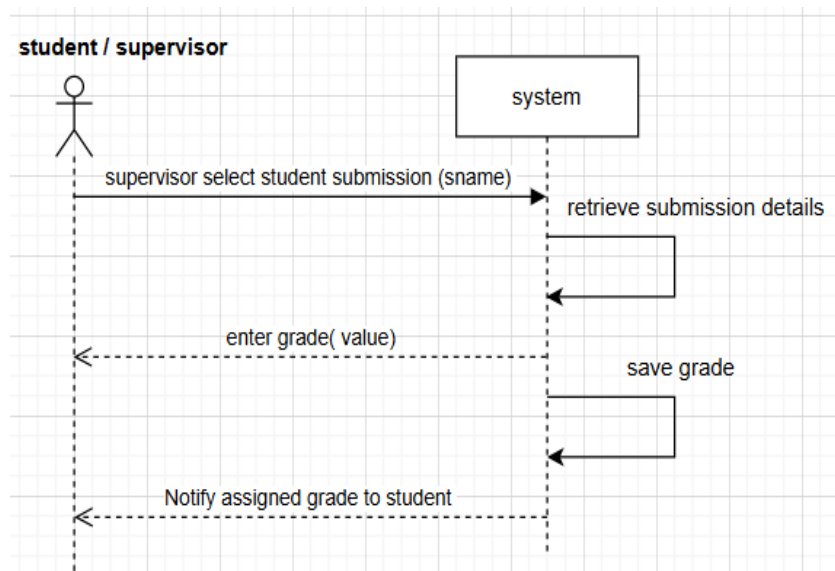 student / supervisor
system
supervisor select student submission (sname)
retrieve submission details
enter grade( value)
save grade
Notify assigned grade to student